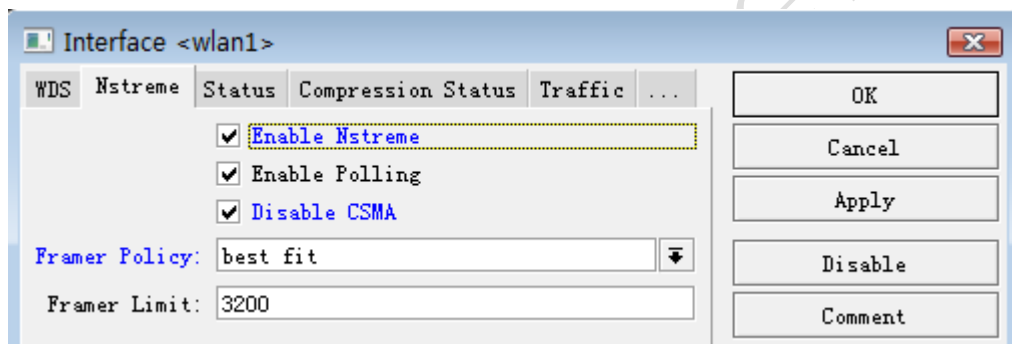 Interface <wlan1>
WDS Nstreme Status Compression Status Traffic ...
Enable Nstreme
Enable Polling
Disable CSMA
Framer Policy: best fit
Framer Limit: 3200
OK
Cancel
Apply
Disable
Comment